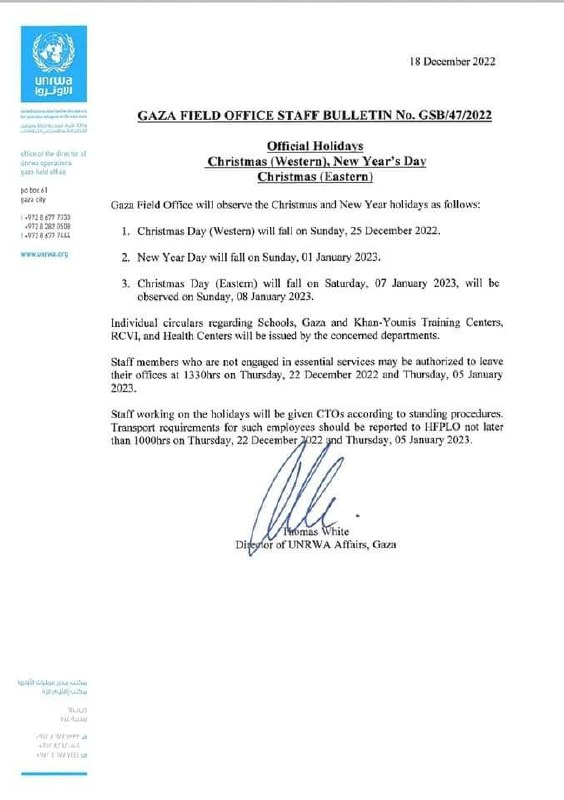 unrwa
الأونروا
18 December 2022
GAZA FIELD OFFICE STAFF BULLETIN No. GSB/47/2022
Official Holidays
Christmas (Western), New Year's Day
Christmas (Eastern)
office of the director of
unrwa operations
gaza field office
po box 61
gaza city
t +972 8 677 7333
+972 8 282 0508
f +972 8 677 7444
www.unrwa.org
Gaza Field Office will observe the Christmas and New Year holidays as follows:
1. Christmas Day (Western) will fall on Sunday, 25 December 2022.
2. New Year Day will fall on Sunday, 01 January 2023.
3. Christmas Day (Eastern) will fall on Saturday, 07 January 2023, will be
observed on Sunday, 08 January 2023.
Individual circulars regarding Schools, Gaza and Khan-Younis Training Centers,
RCVI, and Health Centers will be issued by the concerned departments.
Staff members who are not engaged in essential services may be authorized to leave
their offices at 1330hrs on Thursday, 22 December 2022 and Thursday, 05 January
2023.
Staff working on the holidays will be given CTOs according to standing procedures.
Transport requirements for such employees should be reported to HFPLO not later
than 1000hrs on Thursday, 22 December 2022 and Thursday, 05 January 2023.
Thomas White
Director of UNRWA Affairs, Gaza